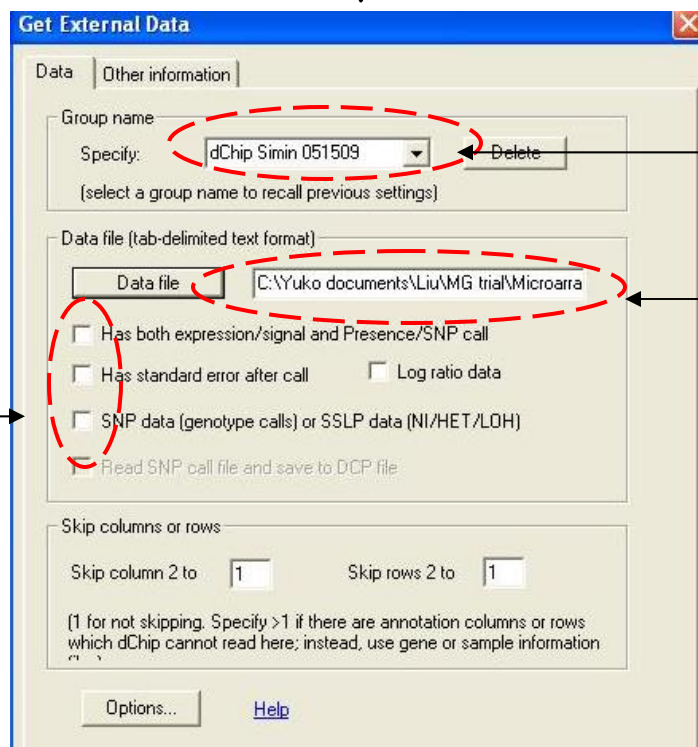 Get External Data
Data Other information
Group name
Specify: dChip Simin 051509 Delete
(select a group name to recall previous settings)
Data file (tab-delimited text format)
Data file C:\Yuko documents\Liu\MG trial\Microarra
Has both expression/signal and Presence/SNP call
Has standard error after call Log ratio data
SNP data (genotype calls) or SSLP data (NI/HET/LOH)
Read SNP call file and save to DCP file
Skip columns or rows
Skip column 2 to 1 Skip rows 2 to 1
(1 for not skipping. Specify >1 if there are annotation columns or rows
which dChip cannot read here; instead, use gene or sample information
Options... Help